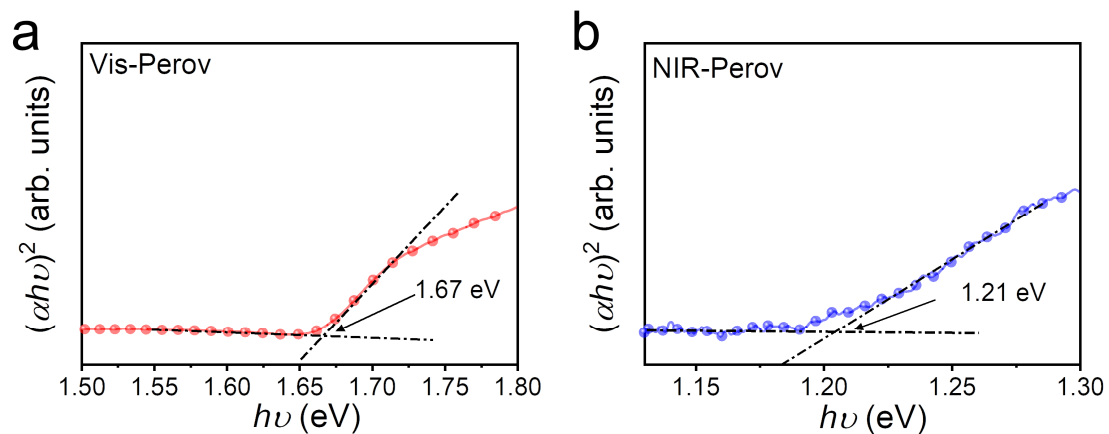 a
Vis-Perov
(αhυ)² (arb. units)
1.67 eV
1.50 1.55 1.60 1.65 1.70 1.75 1.80
hυ (eV)
b
NIR-Perov
(αhυ)² (arb. units)
1.21 eV
1.15 1.20 1.25 1.30
hυ (eV)